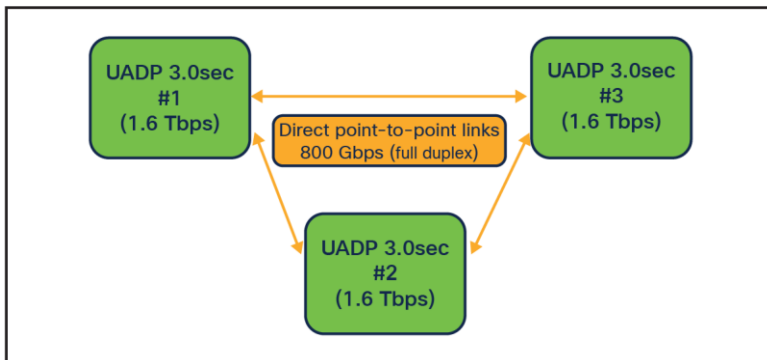 UADP 3.0sec
#1
(1.6 Tbps)
UADP 3.0sec
#3
(1.6 Tbps)
Direct point-to-point links
800 Gbps (full duplex)
UADP 3.0sec
#2
(1.6 Tbps)